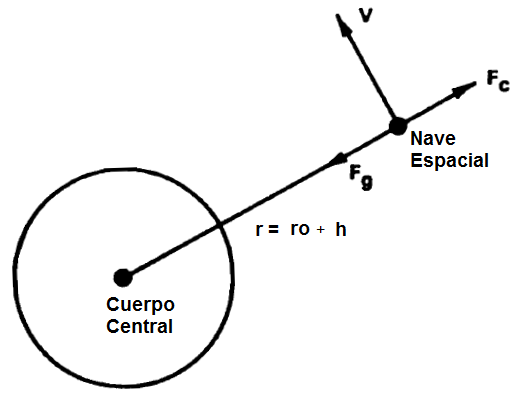 V
Fc
Nave
Espacial
Fg
r = ro + h
Cuerpo
Central